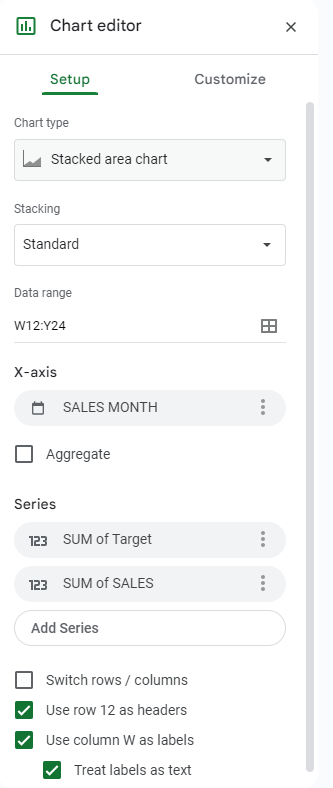 Chart editor
Setup Customize
Chart type
Stacked area chart
Stacking
Standard
Data range
W12:Y24
X-axis
SALES MONTH
Aggregate
Series
123 SUM of Target
123 SUM of SALES
Add Series
Switch rows / columns
Use row 12 as headers
Use column W as labels
Treat labels as text